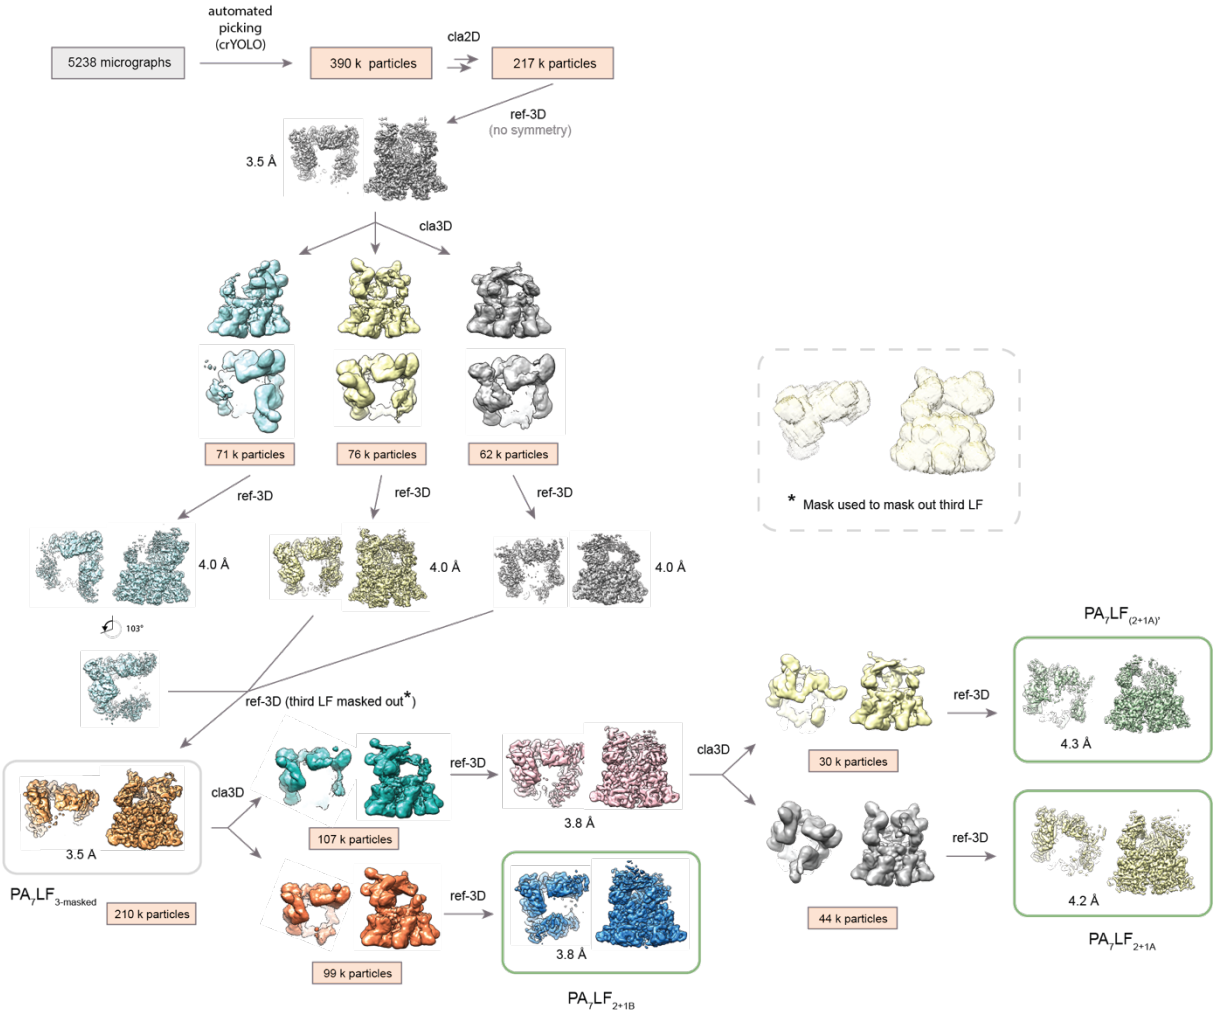 automated
picking
(crYOLO)
5238 micrographs
390 k particles
cla2D
217 k particles
ref-3D
(no symmetry)
3.5 Å
cla3D
71 k particles
76 k particles
62 k particles
* Mask used to mask out third LF
ref-3D
ref-3D
ref-3D
4.0 Å
4.0 Å
4.0 Å
103°
PA7LF(2+1A)'
ref-3D (third LF masked out*)
ref-3D
4.3 Å
30 k particles
cla3D
ref-3D
cla3D
3.5 Å
107 k particles
3.8 Å
PA7LF3-masked
210 k particles
ref-3D
4.2 Å
44 k particles
PA7LF2+1A
ref-3D
3.8 Å
99 k particles
PA7LF2+1B